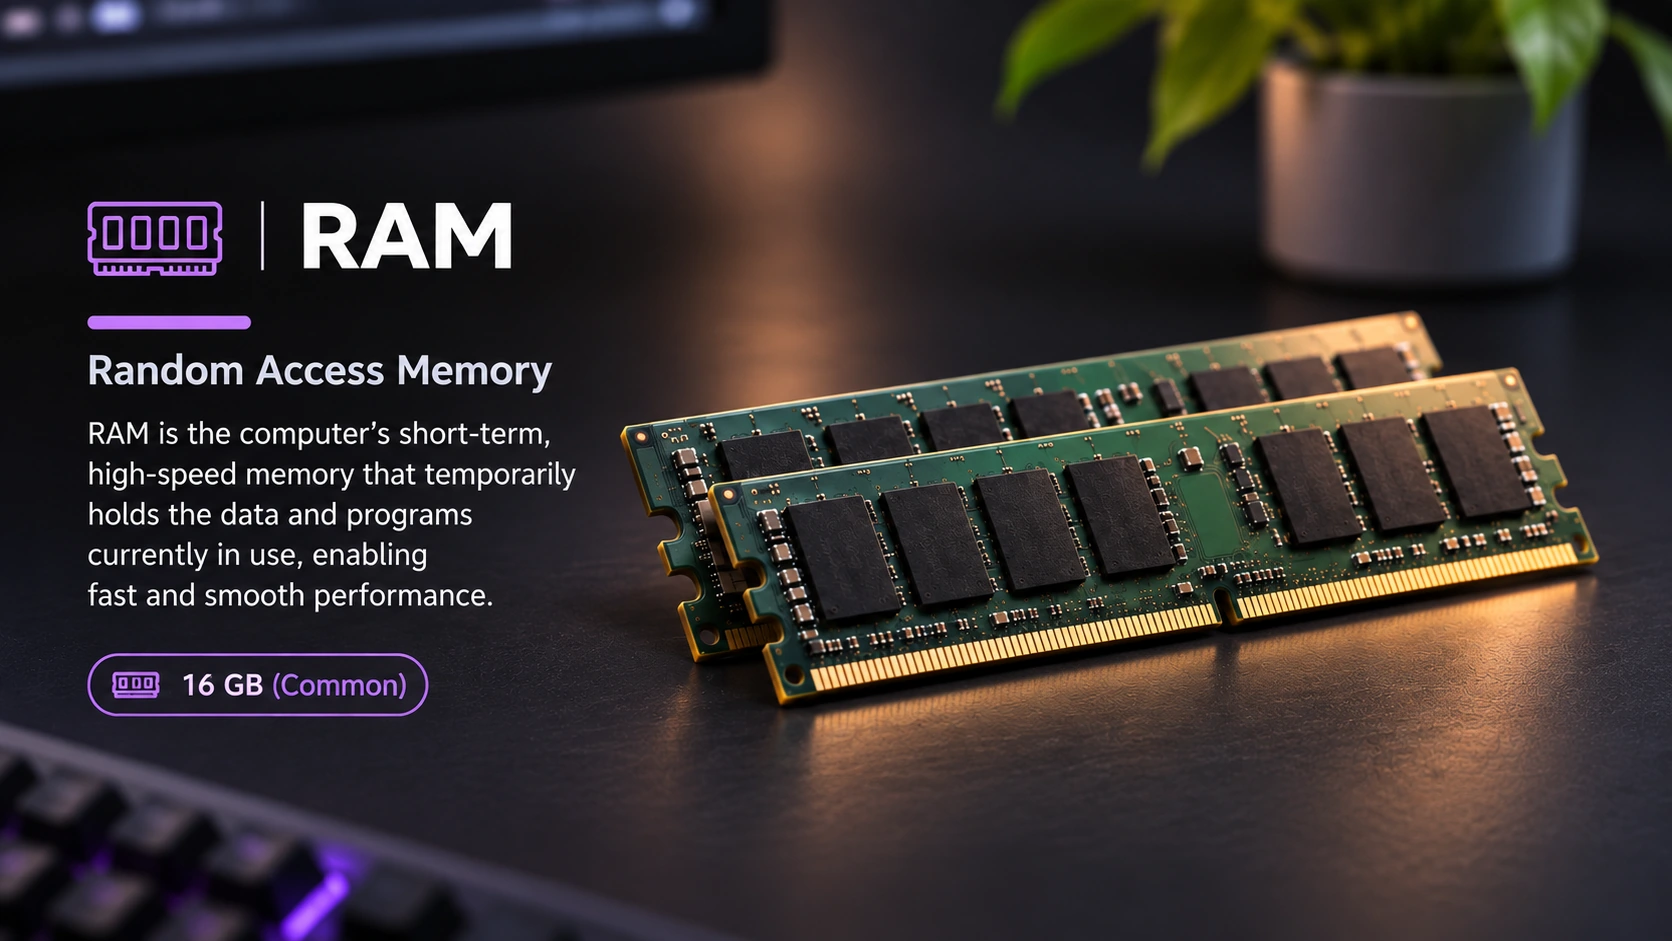 RAM
Random Access Memory
RAM is the computer’s short-term,
high-speed memory that temporarily
holds the data and programs
currently in use, enabling
fast and smooth performance.
16 GB (Common)